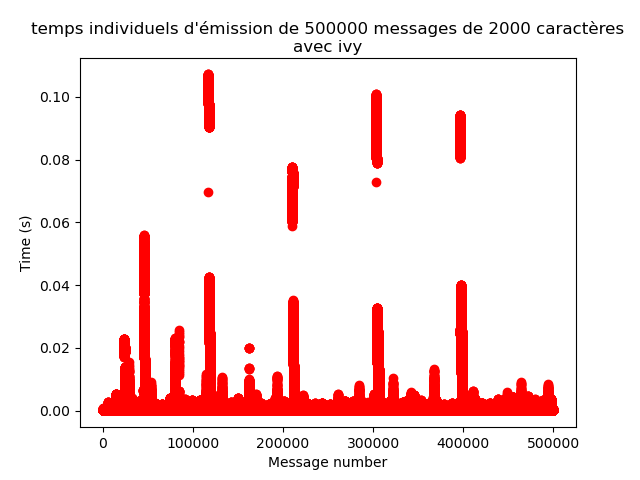 temps individuels d'émission de 500000 messages de 2000 caractères
avec ivy
0.10
0.08
0.06
0.04
0.02
0.00
Time (s)
0 100000 200000 300000 400000 500000
Message number